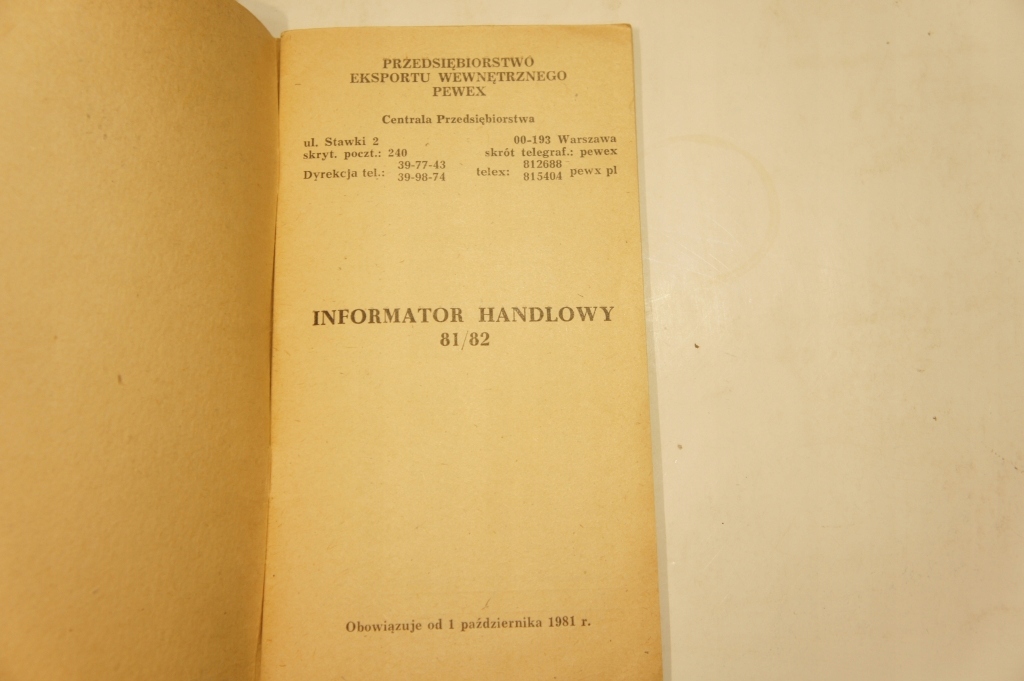 PRZEDSIĘBIORSTWO
EKSPORTU WEWNĘTRZNEGO
PEWEX
Centrala Przedsiębiorstwa
ul. Stawki 2 00-193 Warszawa
skryt. poczt.: 240 skrót telegraf.: pewex
Dyrekcja tel.: 39-77-43 39-98-74 telex: 812688 815404 pewx pl
INFORMATOR HANDLOWY
81/82
Obowiązuje od 1 października 1981 r.